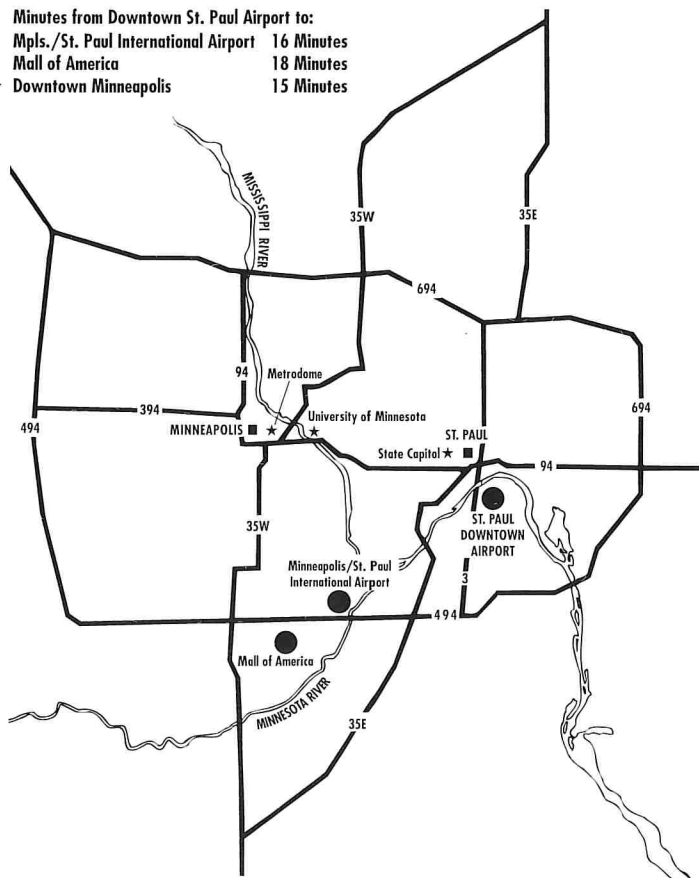 Minutes from Downtown St. Paul Airport to:
Mpls./St. Paul International Airport 16 Minutes
Mall of America 18 Minutes
Downtown Minneapolis 15 Minutes
MISSISSIPPI RIVER
35W
35E
694
94
Metrodome
394
694
University of Minnesota
494
MINNEAPOLIS
ST. PAUL
State Capitol
94
ST. PAUL
DOWNTOWN
AIRPORT
35W
Minneapolis/St. Paul
International Airport
3
494
Mall of America
MINNESOTA RIVER
35E